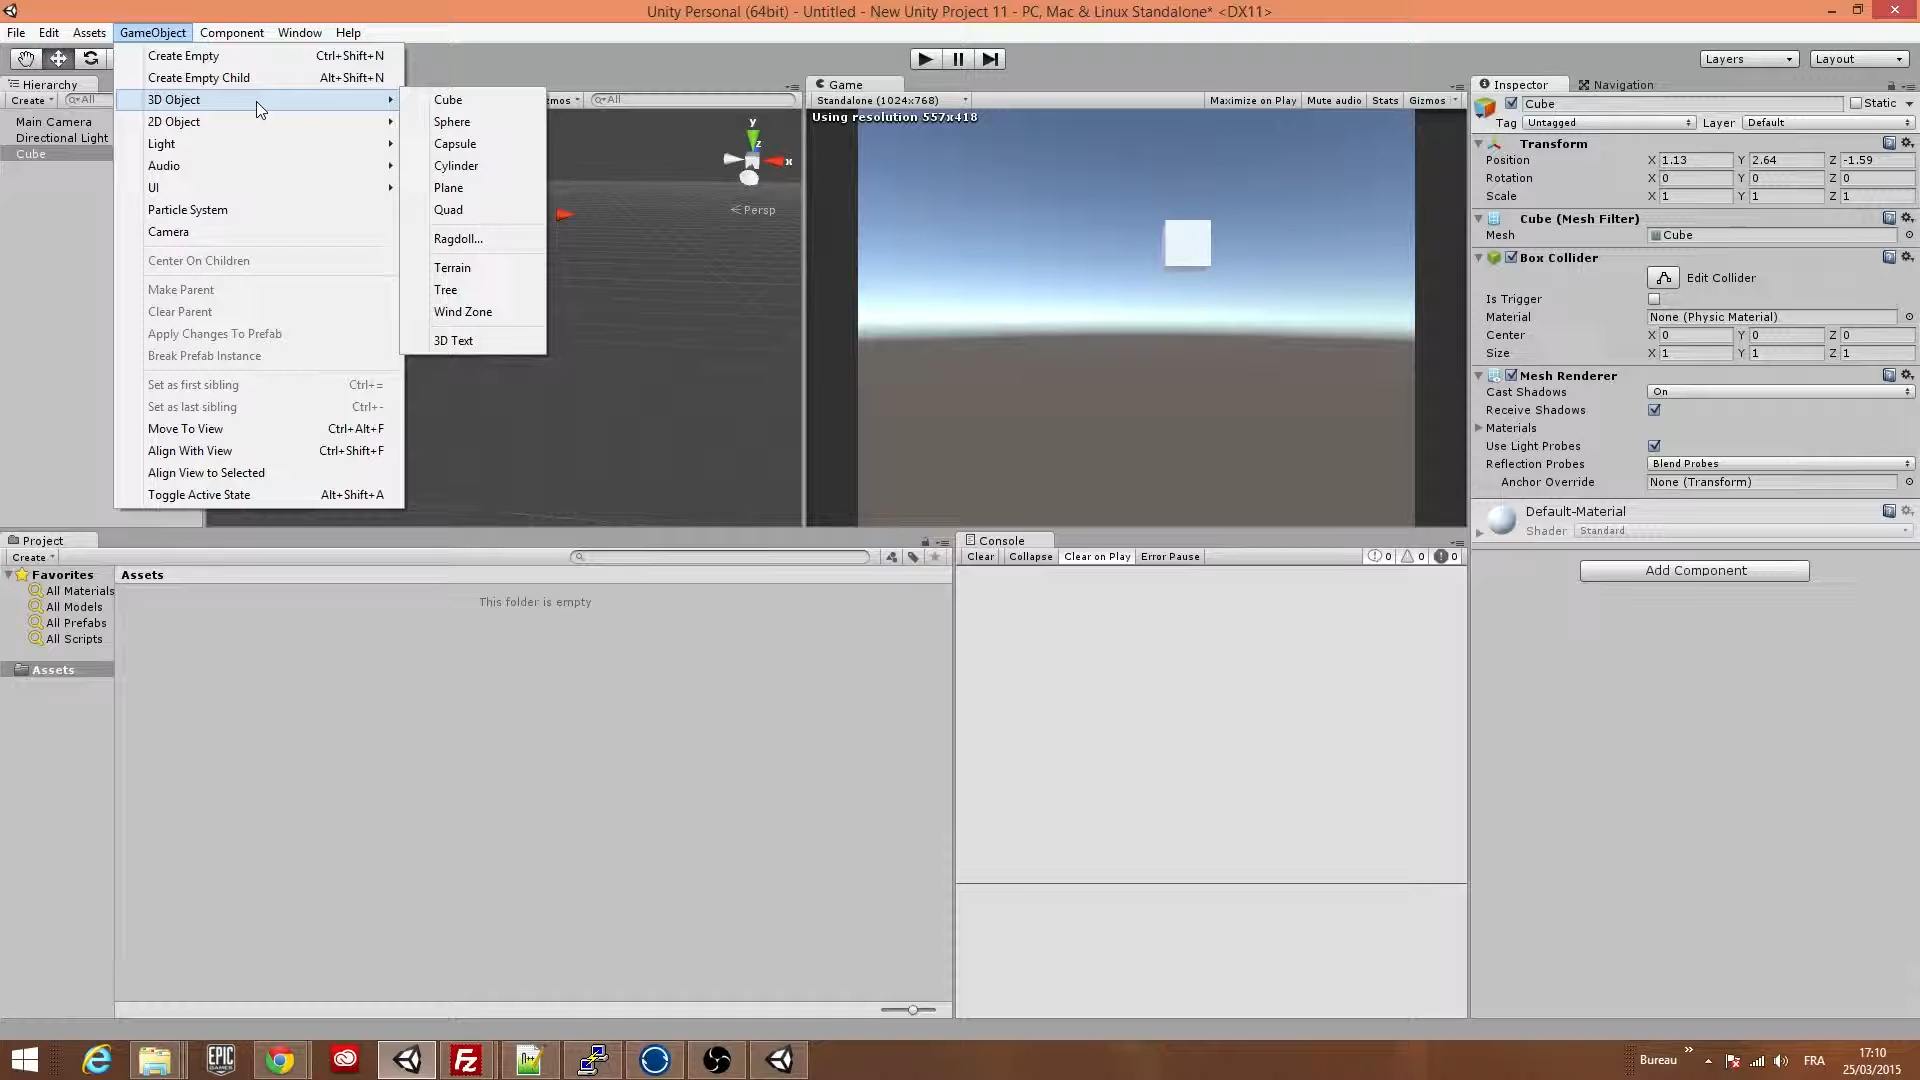 Unity Personal (64bit) - Untitled - New Unity Project 11 - PC, Mac & Linux Standalone* <DX11>
File Edit Assets GameObject Component Window Help
Create Empty Ctrl+Shift+N
Create Empty Child Alt+Shift+N
3D Object
2D Object
Light
Audio
UI
Particle System
Camera
Center On Children
Make Parent
Clear Parent
Apply Changes To Prefab
Break Prefab Instance
Set as first sibling Ctrl+=
Set as last sibling Ctrl+-
Move To View Ctrl+Alt+F
Align With View Ctrl+Shift+F
Align View to Selected
Toggle Active State Alt+Shift+A
Cube
Sphere
Capsule
Cylinder
Plane
Quad
Ragdoll...
Terrain
Tree
Wind Zone
3D Text
Layers Layout
Hierarchy
Create All
Main Camera
Directional Light
Cube
All
y
z
x
Persp
Game
Standalone (1024x768) Maximize on Play Mute audio Stats Gizmos
Using resolution 557x418
Inspector Navigation
Cube Static
Tag Untagged Layer Default
Transform
Position X 1.13 Y 2.64 Z -1.59
Rotation X 0 Y 0 Z 0
Scale X 1 Y 1 Z 1
Cube (Mesh Filter)
Mesh Cube
Box Collider
Edit Collider
Is Trigger
Material None (Physic Material)
Center X 0 Y 0 Z 0
Size X 1 Y 1 Z 1
Mesh Renderer
Cast Shadows On
Receive Shadows
Materials
Use Light Probes
Reflection Probes Blend Probes
Anchor Override None (Transform)
Default-Material
Shader Standard
Add Component
Project
Create
Favorites
All Materials
All Models
All Prefabs
All Scripts
Assets
Assets
This folder is empty
Console
Clear Collapse Clear on Play Error Pause 0 0 0
EPIC GAMES
Fz
Bureau FRA 17:10
25/03/2015